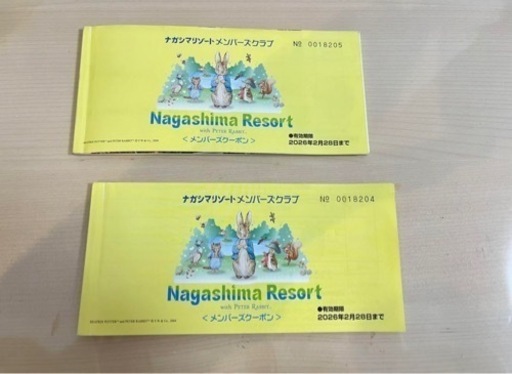 ナガシマリゾートメンバーズクラブ
№ 0018205
Nagashima Resort
with PETER RABBIT™
＜メンバーズクーポン＞
●有効期限
2026年2月28日まで
ナガシマリゾートメンバーズクラブ
№ 0018204
Nagashima Resort
with PETER RABBIT™
＜メンバーズクーポン＞
●有効期限
2026年2月28日まで